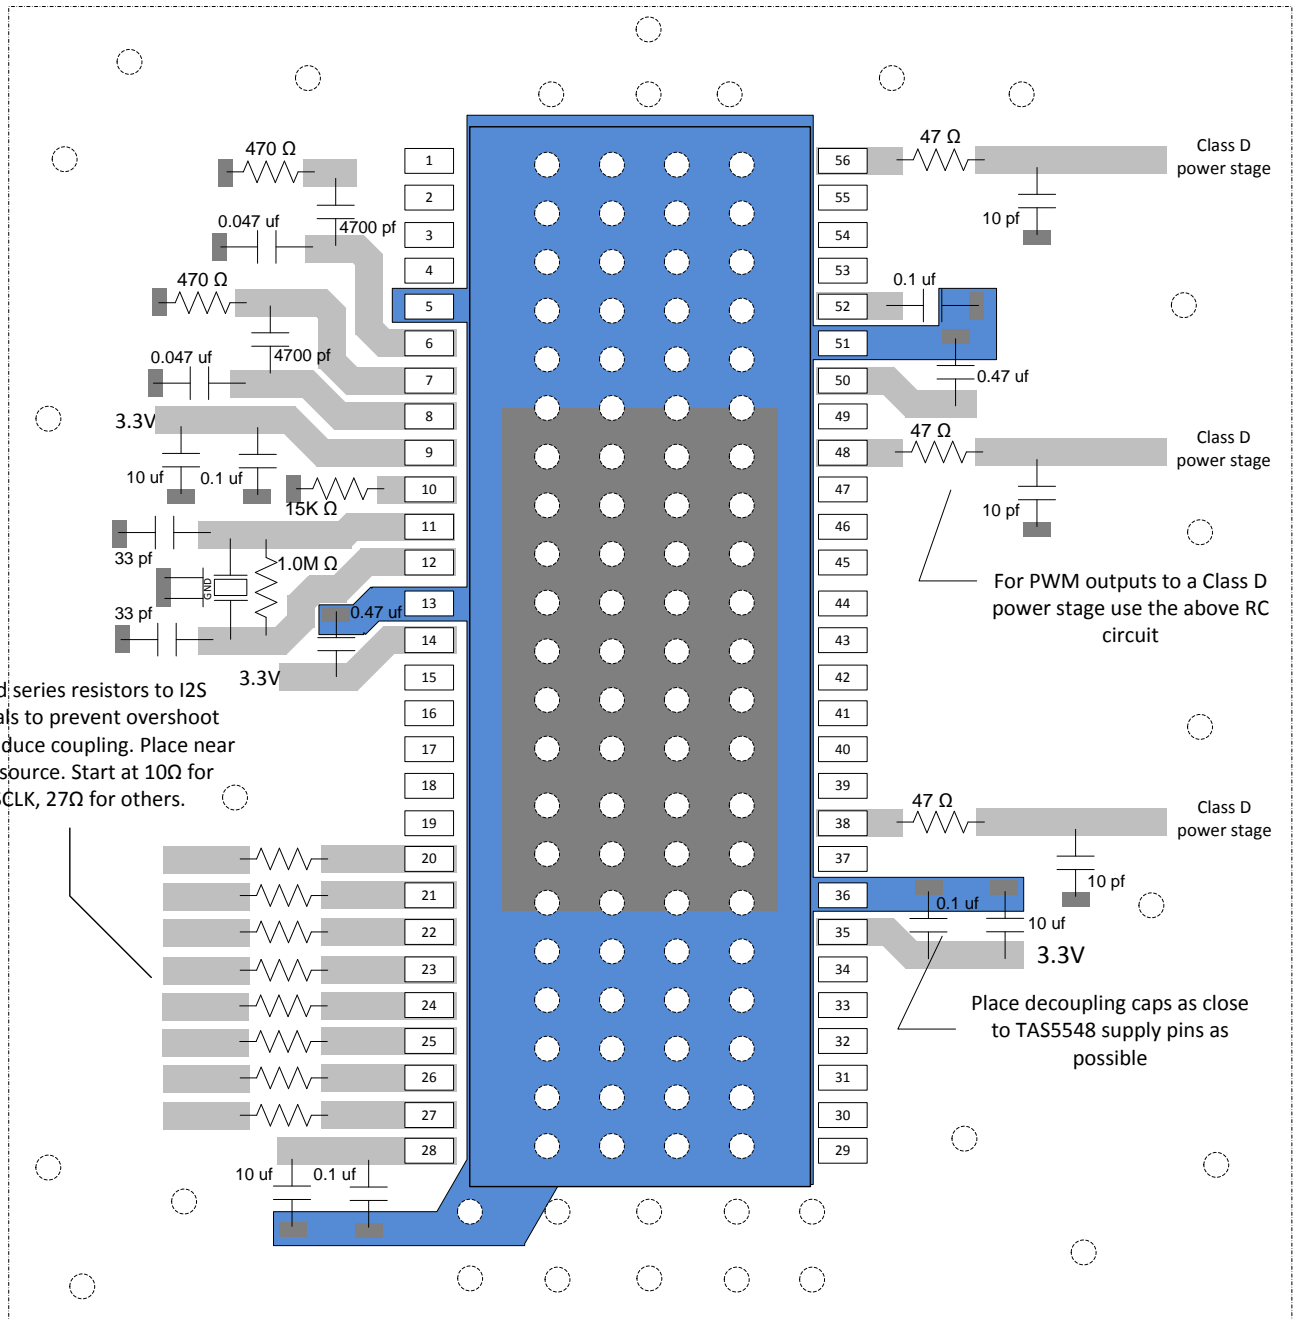 470 Ω
4700 pf
0.047 uf
470 Ω
4700 pf
0.047 uf
3.3V
10 uf
0.1 uf
15K Ω
33 pf
1.0M Ω
GND
33 pf
0.47 uf
3.3V
series resistors to I2S
to prevent overshoot
coupling. Place near
source. Start at 10Ω for
27Ω for others.
10 uf
0.1 uf
1
2
3
4
5
6
7
8
9
10
11
12
13
14
15
16
17
18
19
20
21
22
23
24
25
26
27
28
56
55
54
53
52
51
50
49
48
47
46
45
44
43
42
41
40
39
38
37
36
35
34
33
32
31
30
29
47 Ω
Class D
power stage
10 pf
0.1 uf
0.47 uf
47 Ω
Class D
power stage
10 pf
For PWM outputs to a Class D
power stage use the above RC
circuit
47 Ω
Class D
power stage
10 pf
0.1 uf
10 uf
3.3V
Place decoupling caps as close
to TAS5548 supply pins as
possible